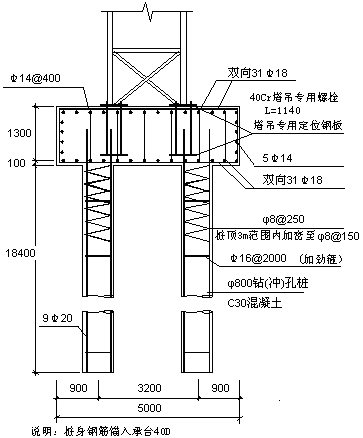 Φ14@400
双向31Φ18
40Cr塔吊专用螺栓
L=1140
塔吊专用定位钢板
1300
5Φ14
100
双向31Φ18
φ8@250
桩顶3m范围内加密至φ8@150
18400
Φ16@2000 (加劲箍)
φ800钻(冲)孔桩
C30混凝土
9Φ20
900
3200
900
5000
说明：桩身钢筋锚入承台40D